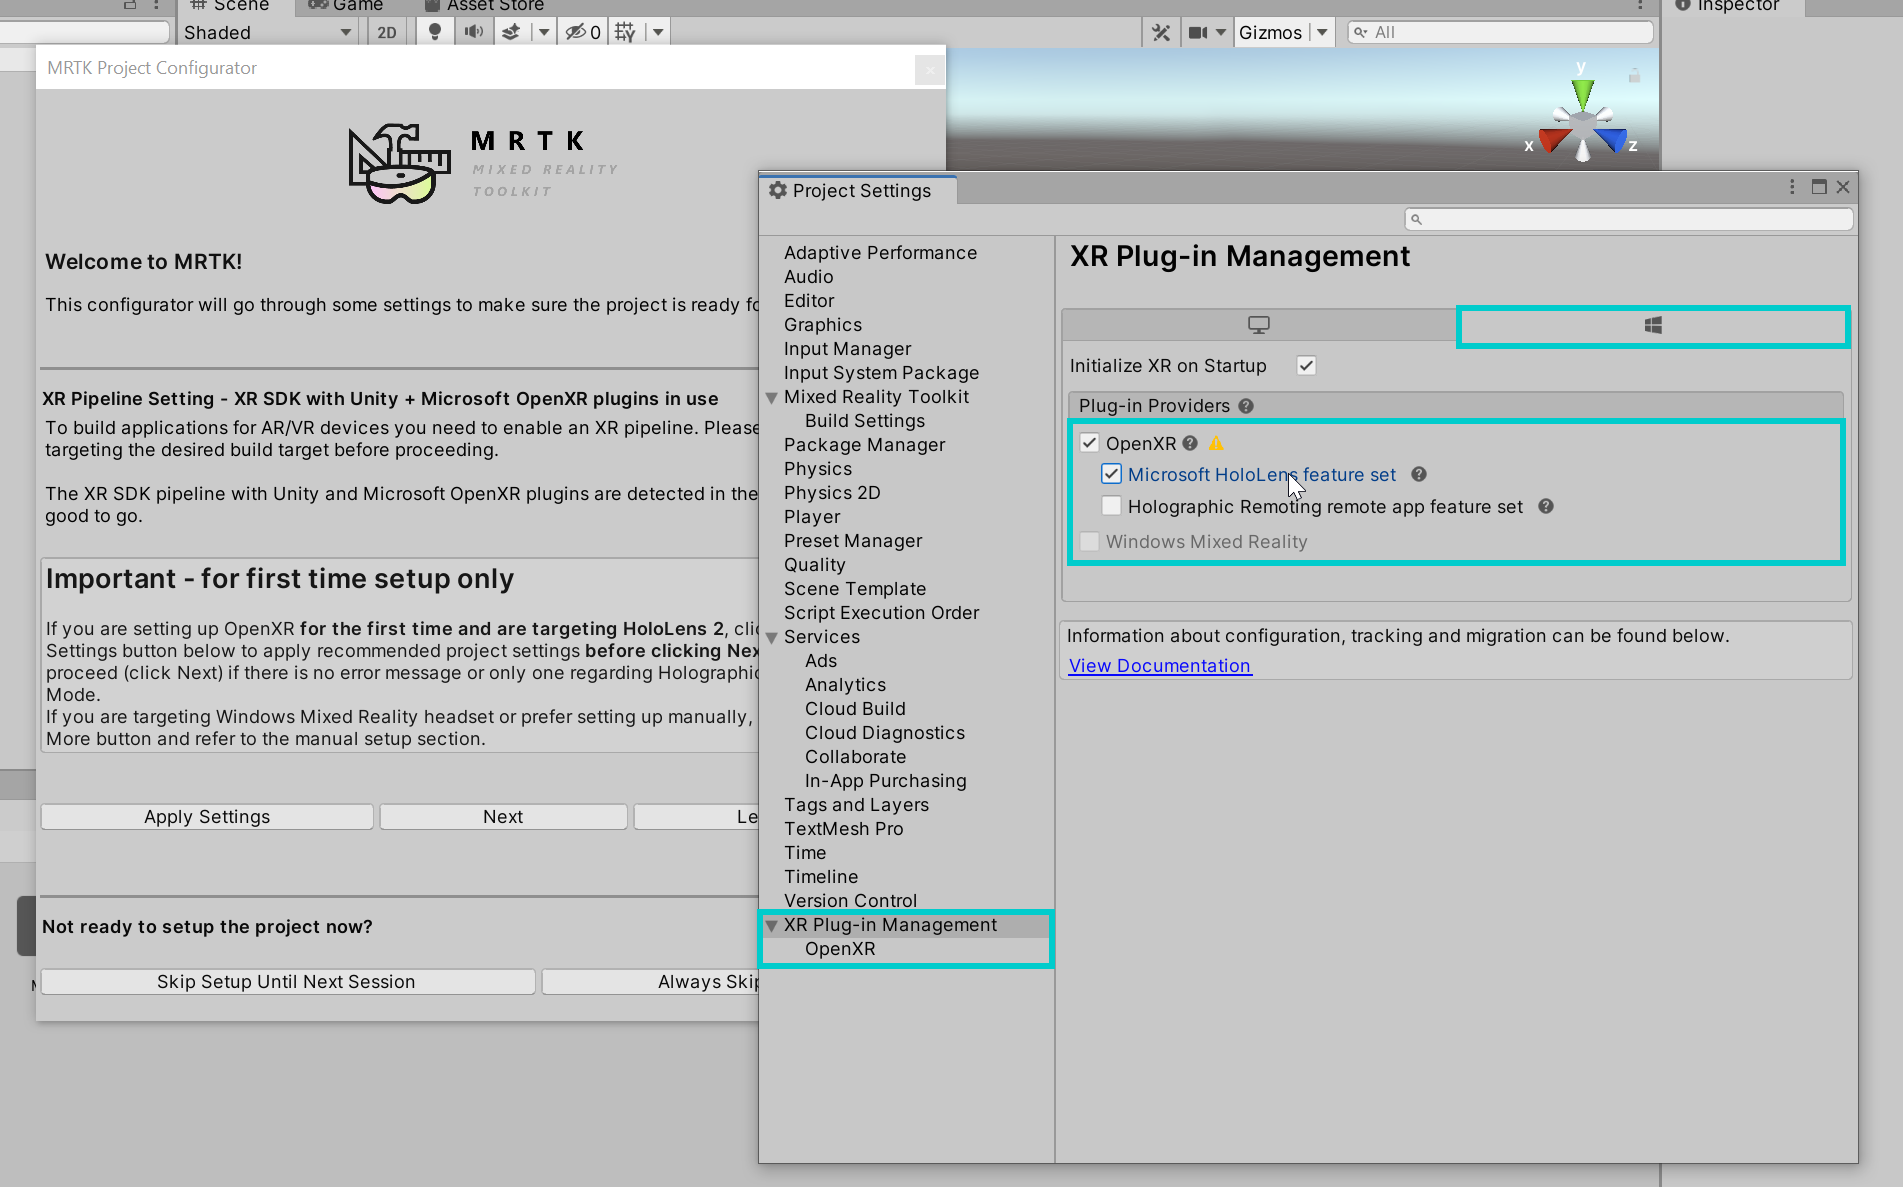 Scene
Game
Asset Store
Inspector
Shaded
2D
0
Gizmos
All
MRTK Project Configurator
MRTK
MIXED REALITY
TOOLKIT
Welcome to MRTK!
This configurator will go through some settings to make sure the project is ready
XR Pipeline Setting - XR SDK with Unity + Microsoft OpenXR plugins in use
To build applications for AR/VR devices you need to enable an XR pipeline. Please
targeting the desired build target before proceeding.
The XR SDK pipeline with Unity and Microsoft OpenXR plugins are detected in the
good to go.
Important - for first time setup only
If you are setting up OpenXR for the first time and are targeting HoloLens 2,
Settings button below to apply recommended project settings before clicking
proceed (click Next) if there is no error message or only one regarding
Mode.
If you are targeting Windows Mixed Reality headset or prefer setting up manually,
More button and refer to the manual setup section.
Apply Settings
Next
Le
Not ready to setup the project now?
Skip Setup Until Next Session
Always Skip
y
x
z
Project Settings
Adaptive Performance
Audio
Editor
Graphics
Input Manager
Input System Package
Mixed Reality Toolkit
Build Settings
Package Manager
Physics
Physics 2D
Player
Preset Manager
Quality
Scene Template
Script Execution Order
Services
Ads
Analytics
Cloud Build
Cloud Diagnostics
Collaborate
In-App Purchasing
Tags and Layers
TextMesh Pro
Time
Timeline
Version Control
XR Plug-in Management
OpenXR
XR Plug-in Management
Initialize XR on Startup
Plug-in Providers
OpenXR
Microsoft HoloLens feature set
Holographic Remoting remote app feature set
Windows Mixed Reality
Information about configuration, tracking and migration can be found below.
View Documentation